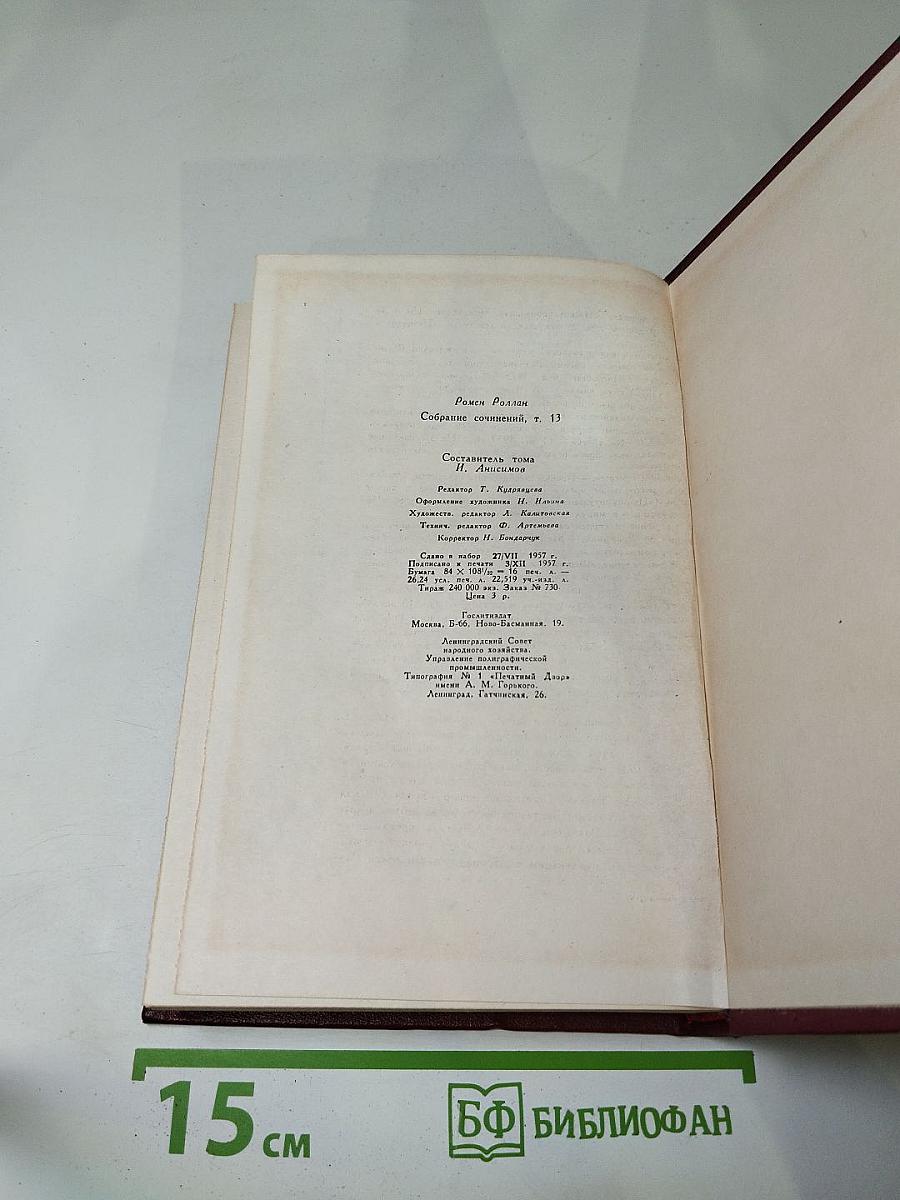 Ромен Роллан
Собрание сочинений, т. 13
Составитель тома
И. Анисимов
Редактор Т. Кудрявцева
Оформление художника Н. Ильина
Художеств. редактор Л. Калитовская
Технич. редактор Ф. Артемьева
Корректор Н. Бондарчук
Сдано в набор 27/VII 1957 г.
Подписано к печати 3/XII 1957 г.
Бумага 84 × 108¹/₃₂ = 16 печ. л. —
26,24 усл. печ. л. 22,519 уч.-изд. л.
Тираж 240 000 экз. Заказ № 730.
Цена 3 р.
Гослитиздат
Москва, Б-66, Ново-Басманная, 19.
Ленинградский Совет
народного хозяйства.
Управление полиграфической
промышленности.
Типография № 1 «Печатный Двор»
имени А. М. Горького.
Ленинград, Гатчинская, 26.
15 см
БФ БИБЛИОФАН